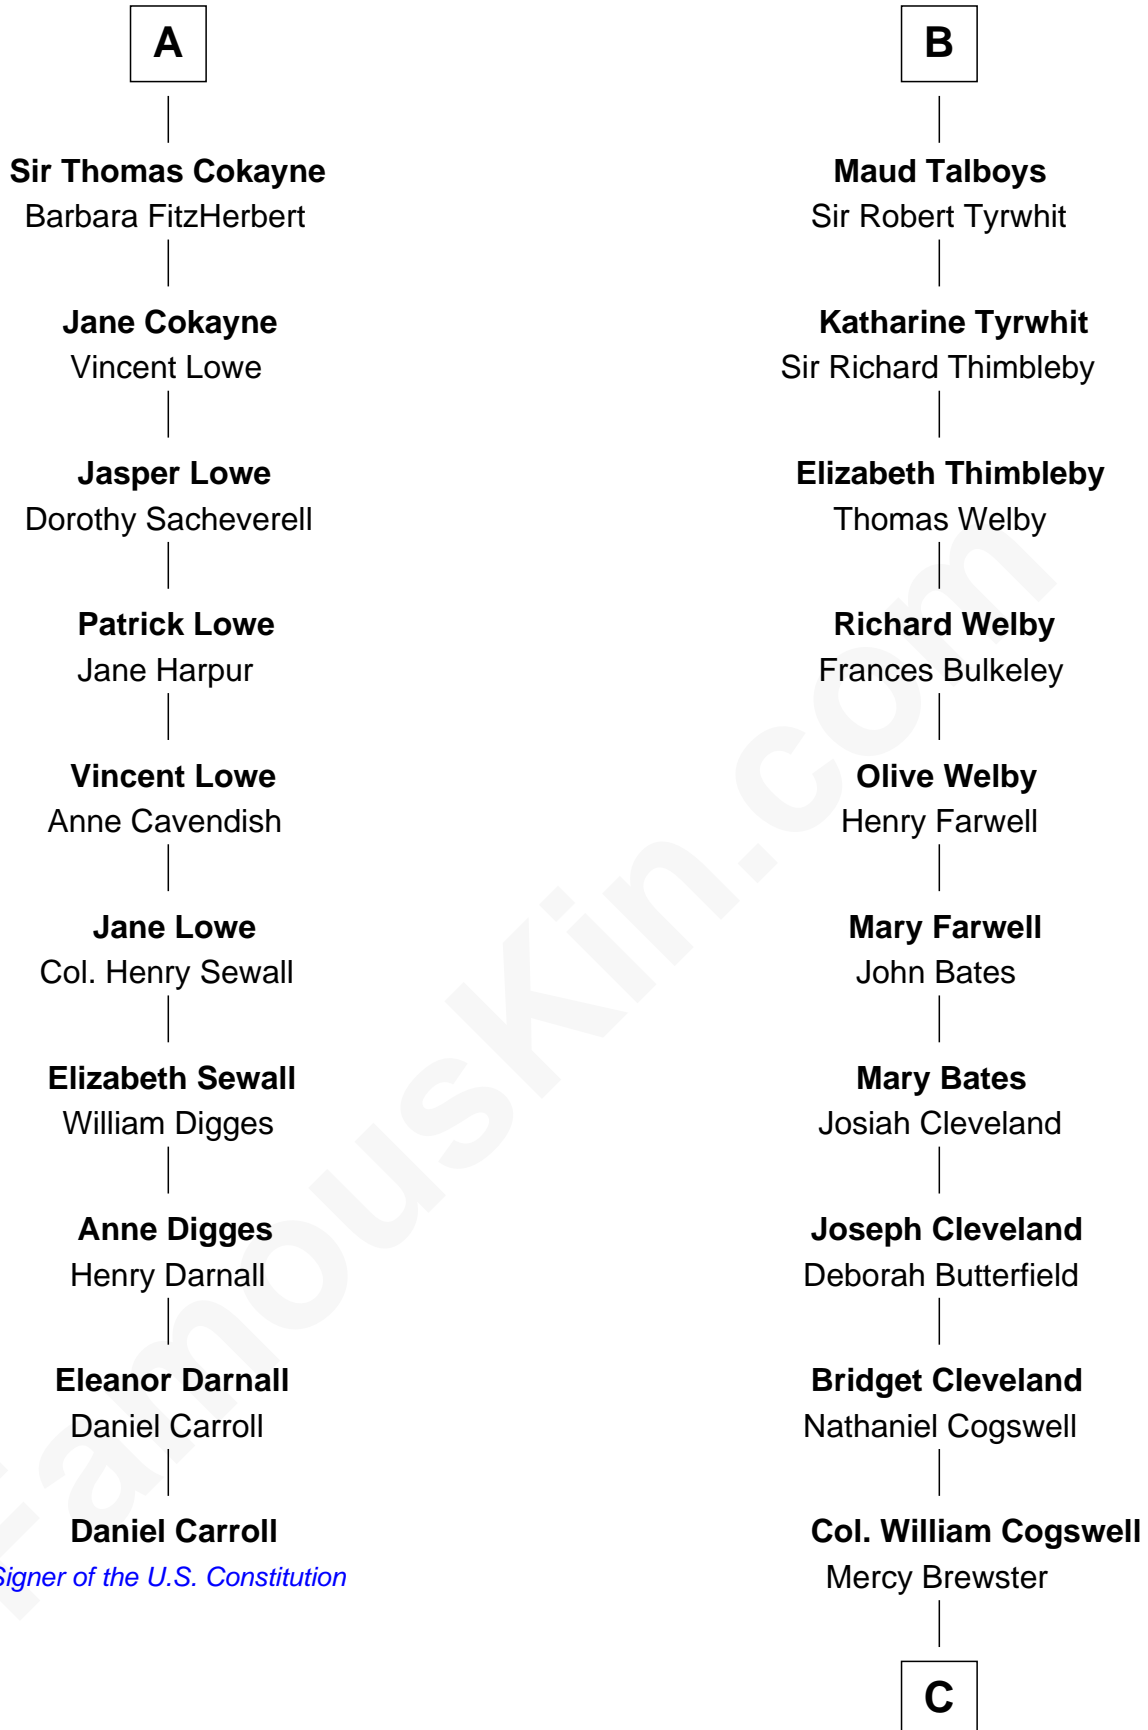 A
Sir Thomas Cokayne
Barbara FitzHerbert
Jane Cokayne
Vincent Lowe
Jasper Lowe
Dorothy Sacheverell
Patrick Lowe
Jane Harpur
Vincent Lowe
Anne Cavendish
Jane Lowe
Col. Henry Sewall
Elizabeth Sewall
William Digges
Anne Digges
Henry Darnall
Eleanor Darnall
Daniel Carroll
Daniel Carroll
Signer of the U.S. Constitution
B
Maud Talboys
Sir Robert Tyrwhit
Katharine Tyrwhit
Sir Richard Thimbleby
Elizabeth Thimbleby
Thomas Welby
Richard Welby
Frances Bulkeley
Olive Welby
Henry Farwell
Mary Farwell
John Bates
Mary Bates
Josiah Cleveland
Joseph Cleveland
Deborah Butterfield
Bridget Cleveland
Nathaniel Cogswell
Col. William Cogswell
Mercy Brewster
C
FamousKin.com